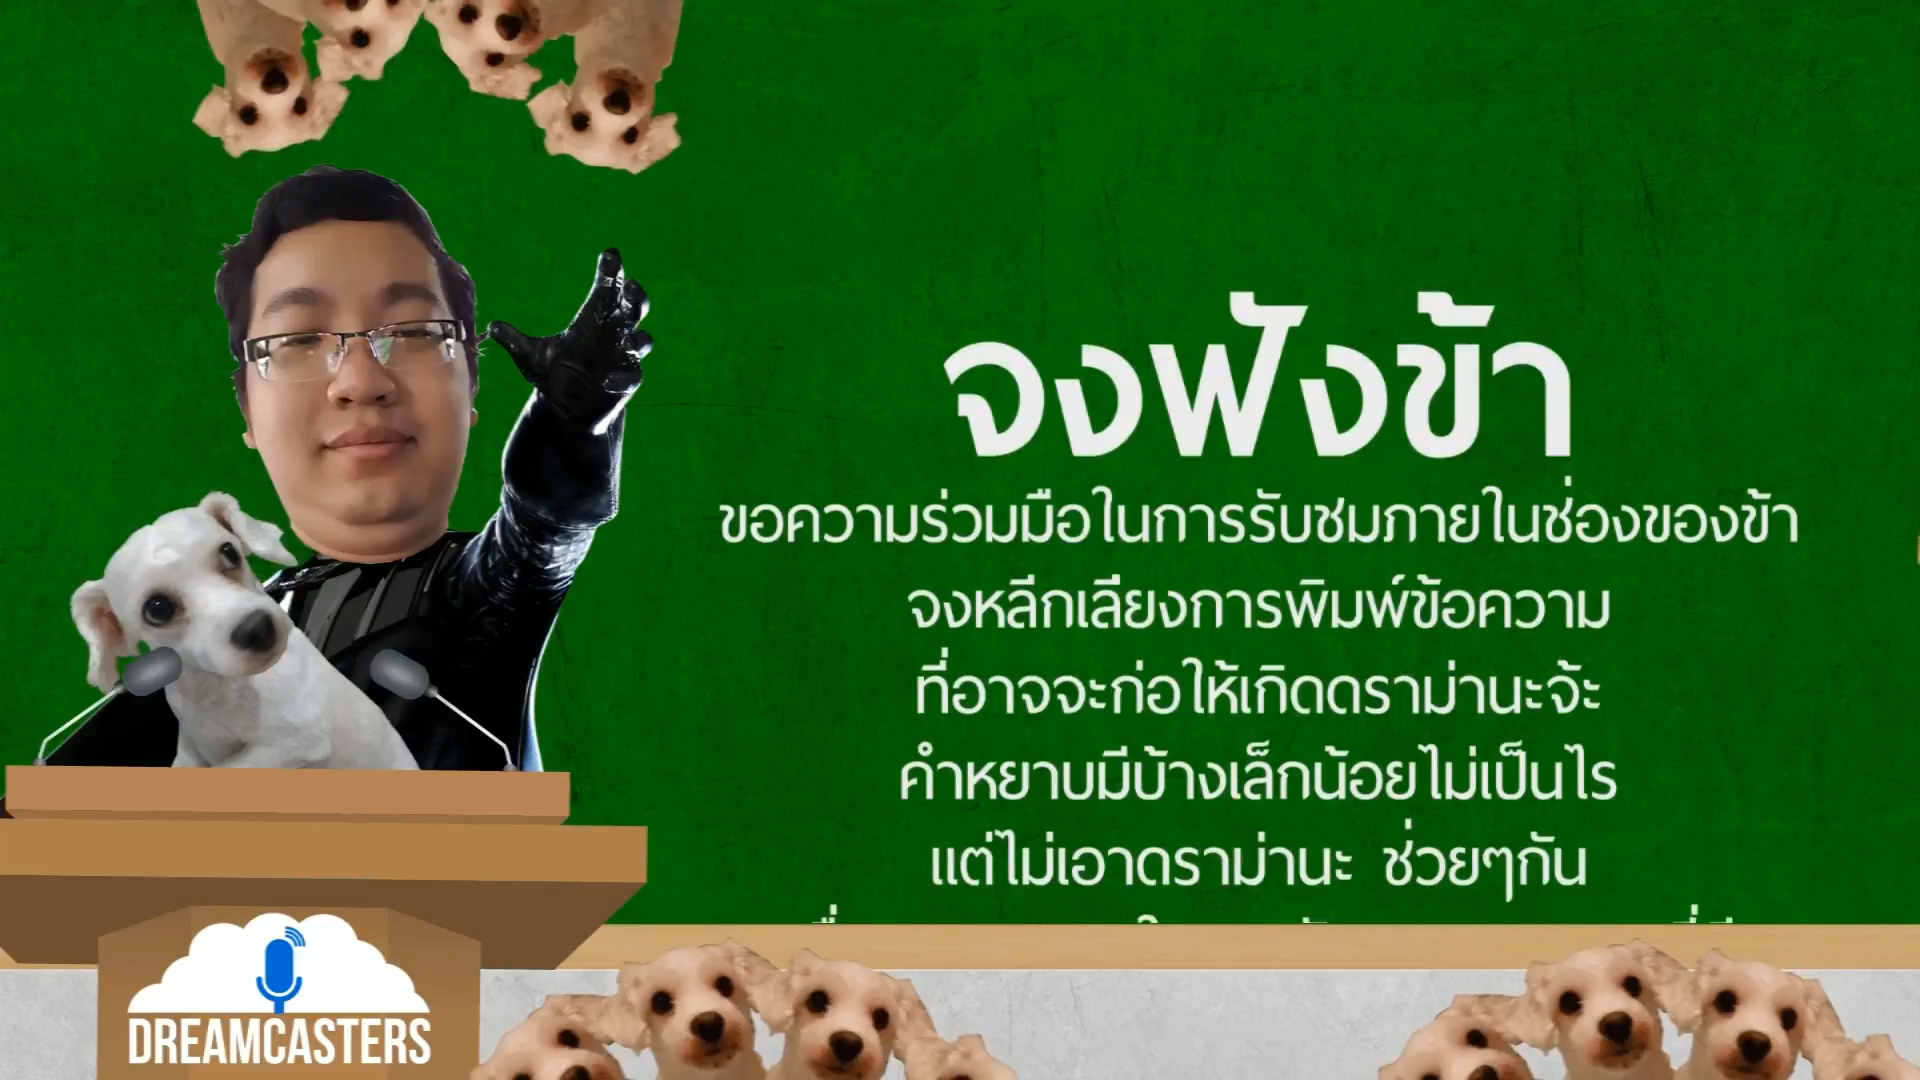 จงฟังข้า
ขอความร่วมมือในการรับชมภายในช่องของข้า
จงหลีกเลี่ยงการพิมพ์ข้อความ
ที่อาจจะก่อให้เกิดดราม่านะจ้ะ
คำหยาบมีบ้างเล็กน้อยไม่เป็นไร
แต่ไม่เอาดราม่านะ ช่วยๆกัน
DREAMCASTERS